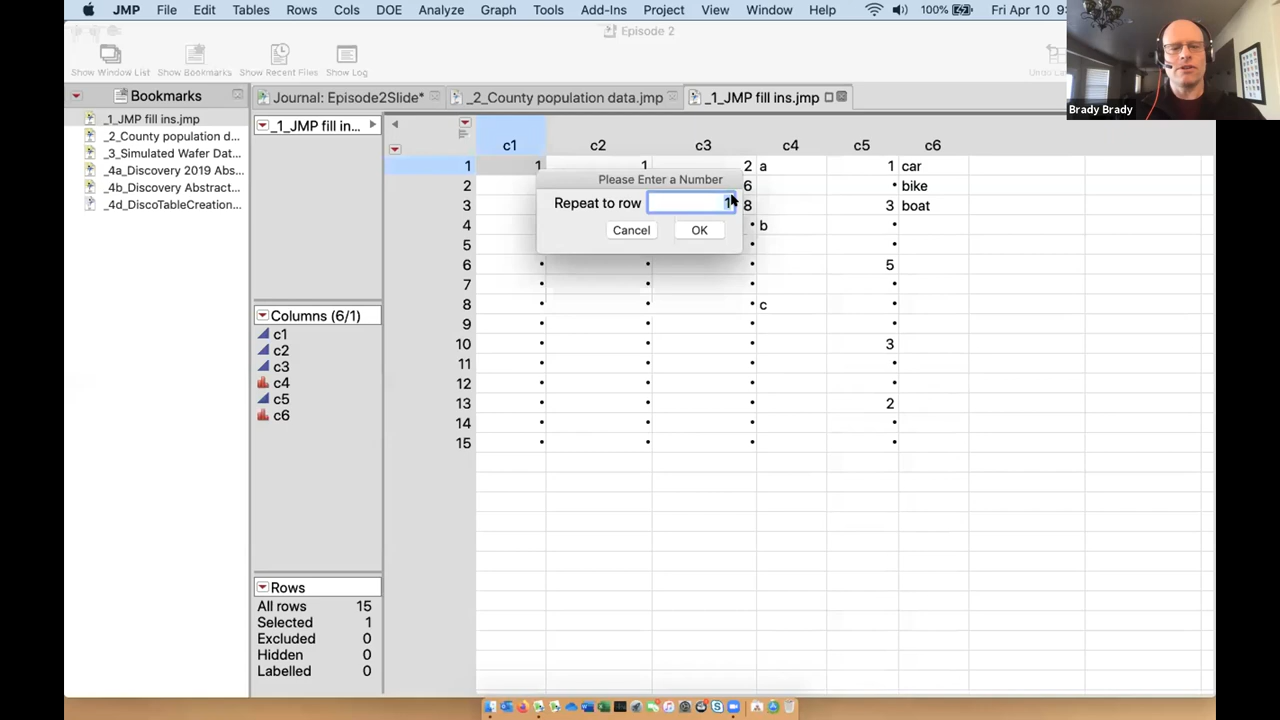 JMP File Edit Tables Rows Cols DOE Analyze Graph Tools Add-Ins Project View Window Help 100% Fri Apr 10
Episode 2
Show Window List Show Bookmarks Show Recent Files Show Log
Brady Brady
Bookmarks
Journal: Episode2Slide* _2_County population data.jmp _1_JMP fill ins.jmp
_1_JMP fill ins.jmp
_2_County population d...
_3_Simulated Wafer Dat...
_4a_Discovery 2019 Abs...
_4b_Discovery Abstract...
_4d_DiscoTableCreation...
_1_JMP fill in...
Columns (6/1)
c1
c2
c3
c4
c5
c6
Rows
All rows 15
Selected 1
Excluded 0
Hidden 0
Labelled 0
c1 c2 c3 c4 c5 c6
1 1 1 2 a 1 car
2 6 • bike
3 8 3 boat
4 • b •
5 • •
6 • • • 5
7 • • • •
8 • • • c •
9 • • • •
10 • • • 3
11 • • • •
12 • • • •
13 • • • 2
14 • • • •
15 • • • •
Please Enter a Number
Repeat to row 1
Cancel OK